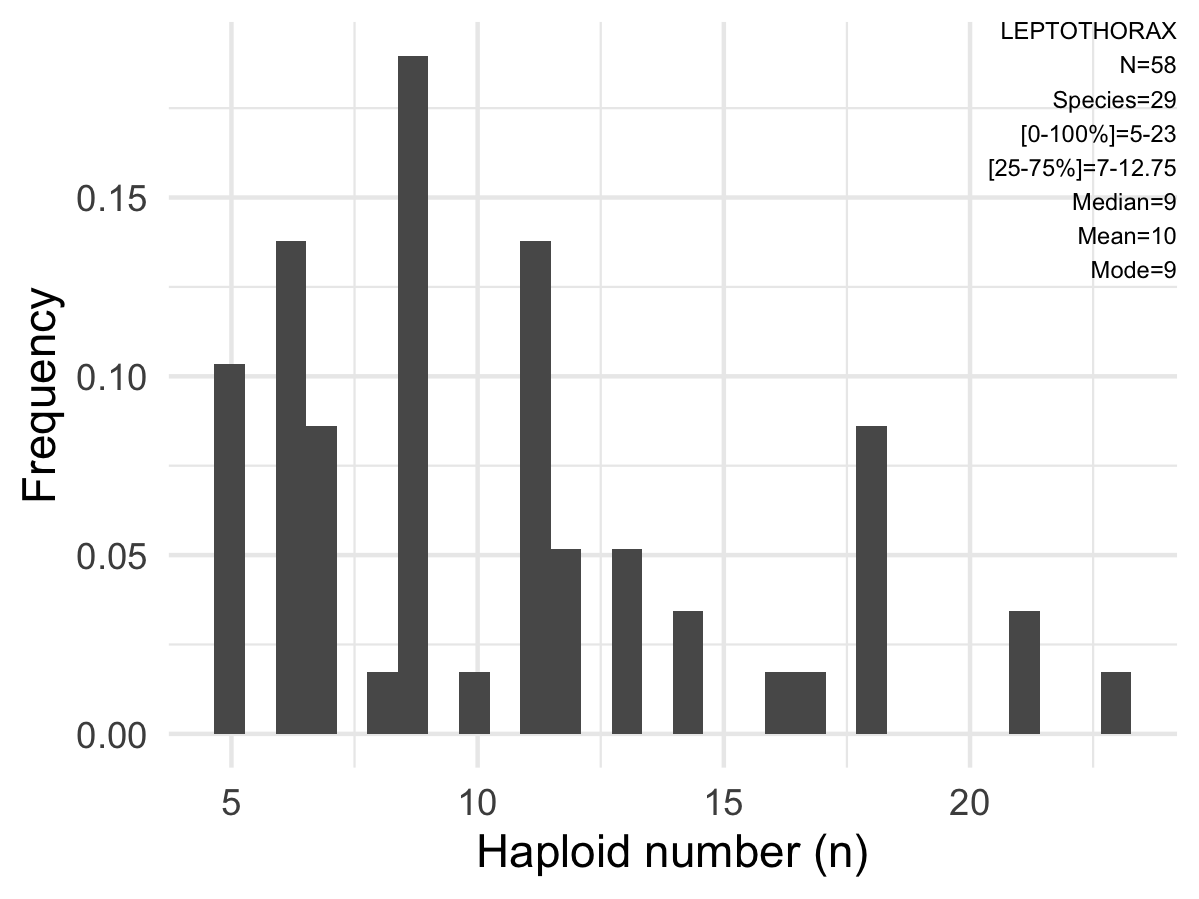 LEPTOTHORAX
N=58
Species=29
[0-100%]=5-23
[25-75%]=7-12.75
Median=9
Mean=10
Mode=9
Frequency
0.15
0.10
0.05
0.00
5 10 15 20
Haploid number (n)